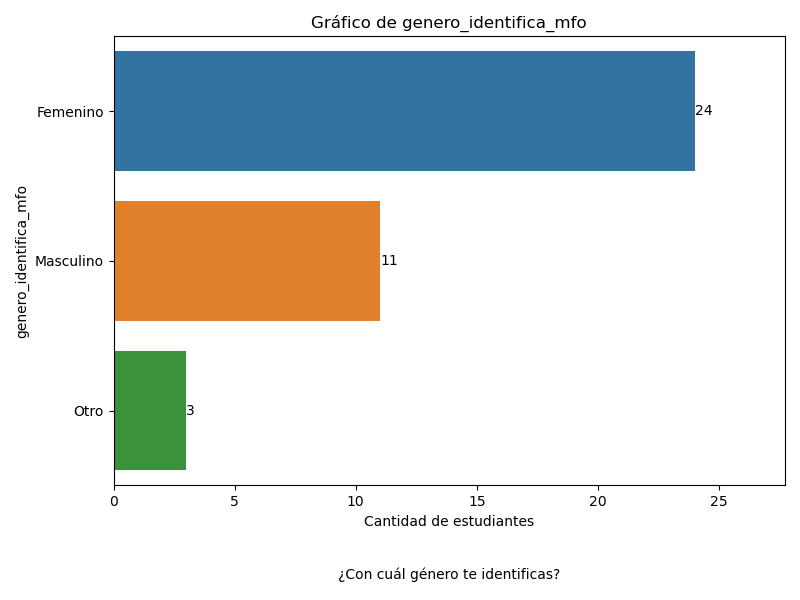 Gráfico de genero_identifica_mfo
genero_identifica_mfo
Femenino
24
Masculino
11
Otro
3
0 5 10 15 20 25
Cantidad de estudiantes
¿Con cuál género te identificas?